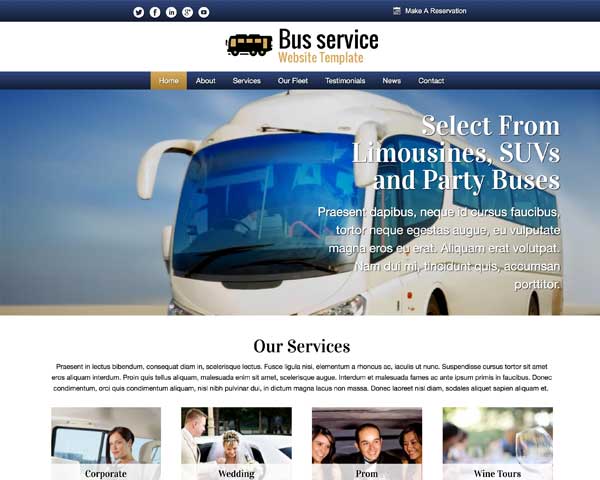 Make A Reservation
Bus service
Website Template
Home About Services Our Fleet Testimonials News Contact
Select From
Limousines, SUVs
and Party Buses
Praesent dapibus, neque id cursus faucibus,
tortor neque egestas augue, eu vulputate
magna eros eu erat. Aliquam erat volutpat.
Nam dui mi, tincidunt quis, accumsan
porttitor.
Our Services
Praesent in lectus bibendum, consequat diam in, scelerisque lectus. Fusce ligula nisi, elementum a rhoncus ac, iaculis ut nunc. Suspendisse cursus tortor sit amet
eros aliquam interdum. Proin quis tellus aliquam, malesuada enim sit amet, scelerisque augue. Interdum et malesuada fames ac ante ipsum primis in faucibus. Donec
condimentum, orci quis condimentum aliquam, nisl nibh pulvinar dui, in dictum magna lacus non massa. Donec laoreet nisl diam, sodales aliquet sapien aliquam et.
Corporate Wedding Prom Wine Tours